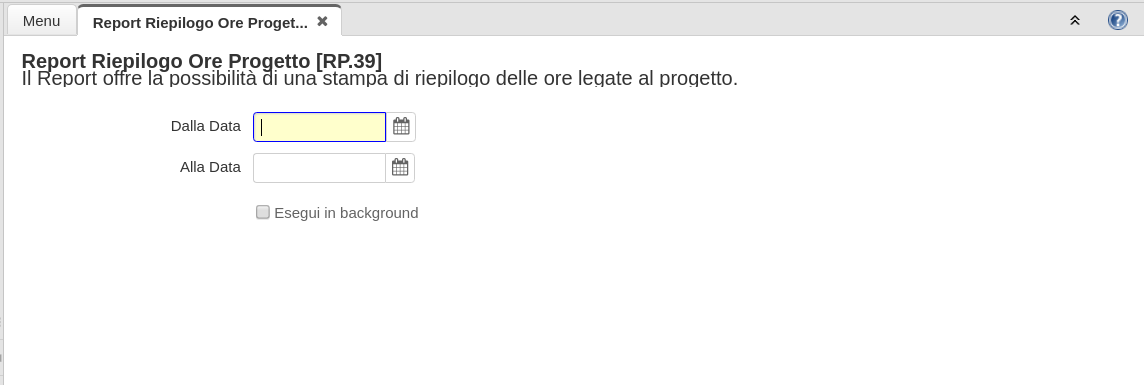 Menu
Report Riepilogo Ore Proget...
Report Riepilogo Ore Progetto [RP.39]
Il Report offre la possibilità di una stampa di riepilogo delle ore legate al progetto.
Dalla Data
Alla Data
Esegui in background